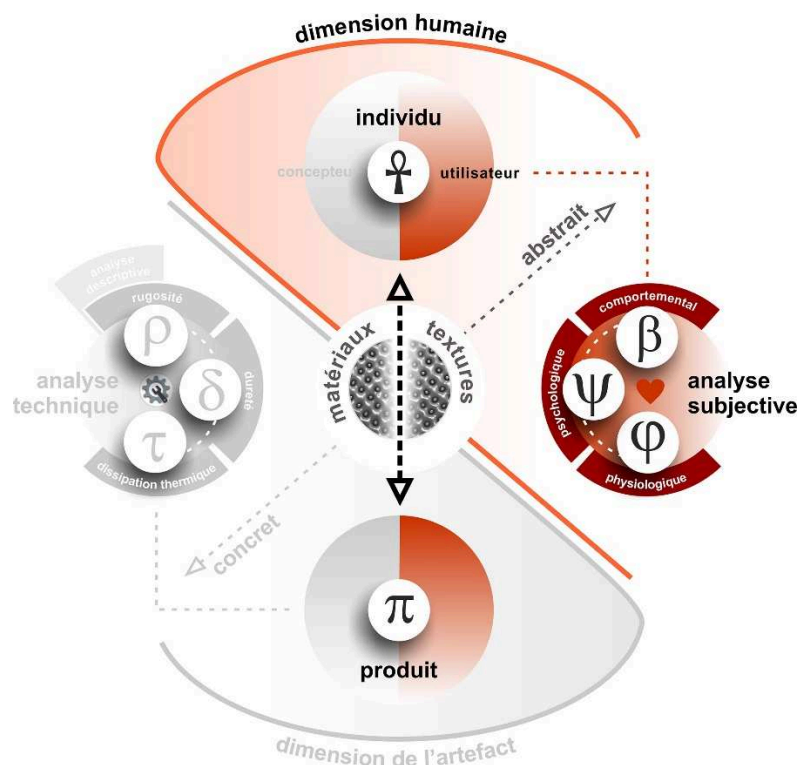 dimension humaine
individu
concepteu
utilisateur
☥
abstrait
analyse
descriptive
rugosité
dureté
dissipation thermique
ρ
δ
τ
analyse
technique
matériaux
textures
comportemental
psychologique
physiologique
β
ψ
φ
analyse
subjective
concret
π
produit
dimension de l'artefact